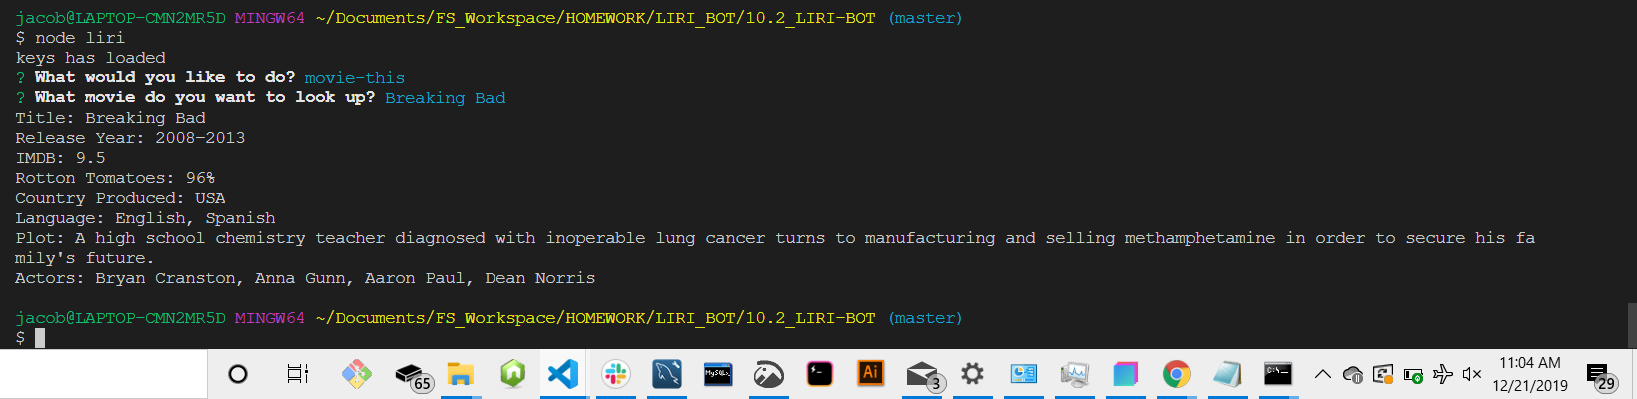 jacob@LAPTOP-CMN2MR5D MINGW64 ~/Documents/FS_Workspace/HOMEWORK/LIRI_BOT/10.2_LIRI-BOT (master)
$ node liri
keys has loaded
? What would you like to do? movie-this
? What movie do you want to look up? Breaking Bad
Title: Breaking Bad
Release Year: 2008–2013
IMDB: 9.5
Rotton Tomatoes: 96%
Country Produced: USA
Language: English, Spanish
Plot: A high school chemistry teacher diagnosed with inoperable lung cancer turns to manufacturing and selling methamphetamine in order to secure his fa
mily's future.
Actors: Bryan Cranston, Anna Gunn, Aaron Paul, Dean Norris
jacob@LAPTOP-CMN2MR5D MINGW64 ~/Documents/FS_Workspace/HOMEWORK/LIRI_BOT/10.2_LIRI-BOT (master)
$
65
MySQL
Ai
3
C:\
11:04 AM
12/21/2019
29